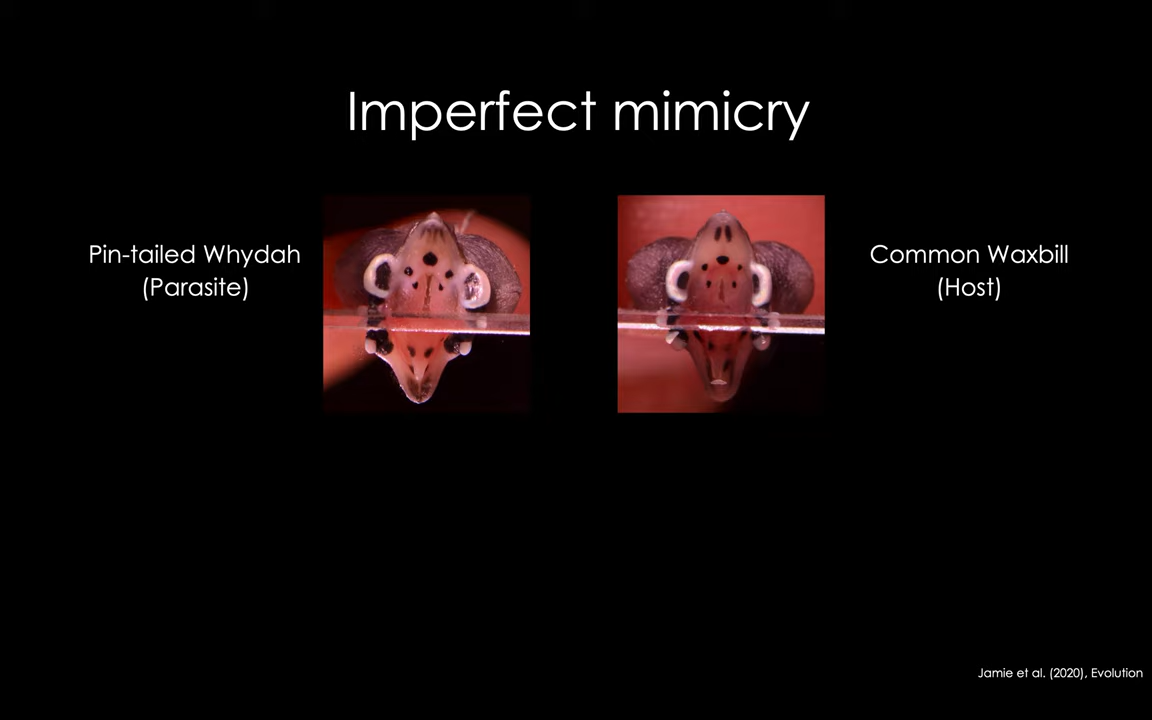 Imperfect mimicry
Pin-tailed Whydah
(Parasite)
Common Waxbill
(Host)
Jamie et al. (2020), Evolution